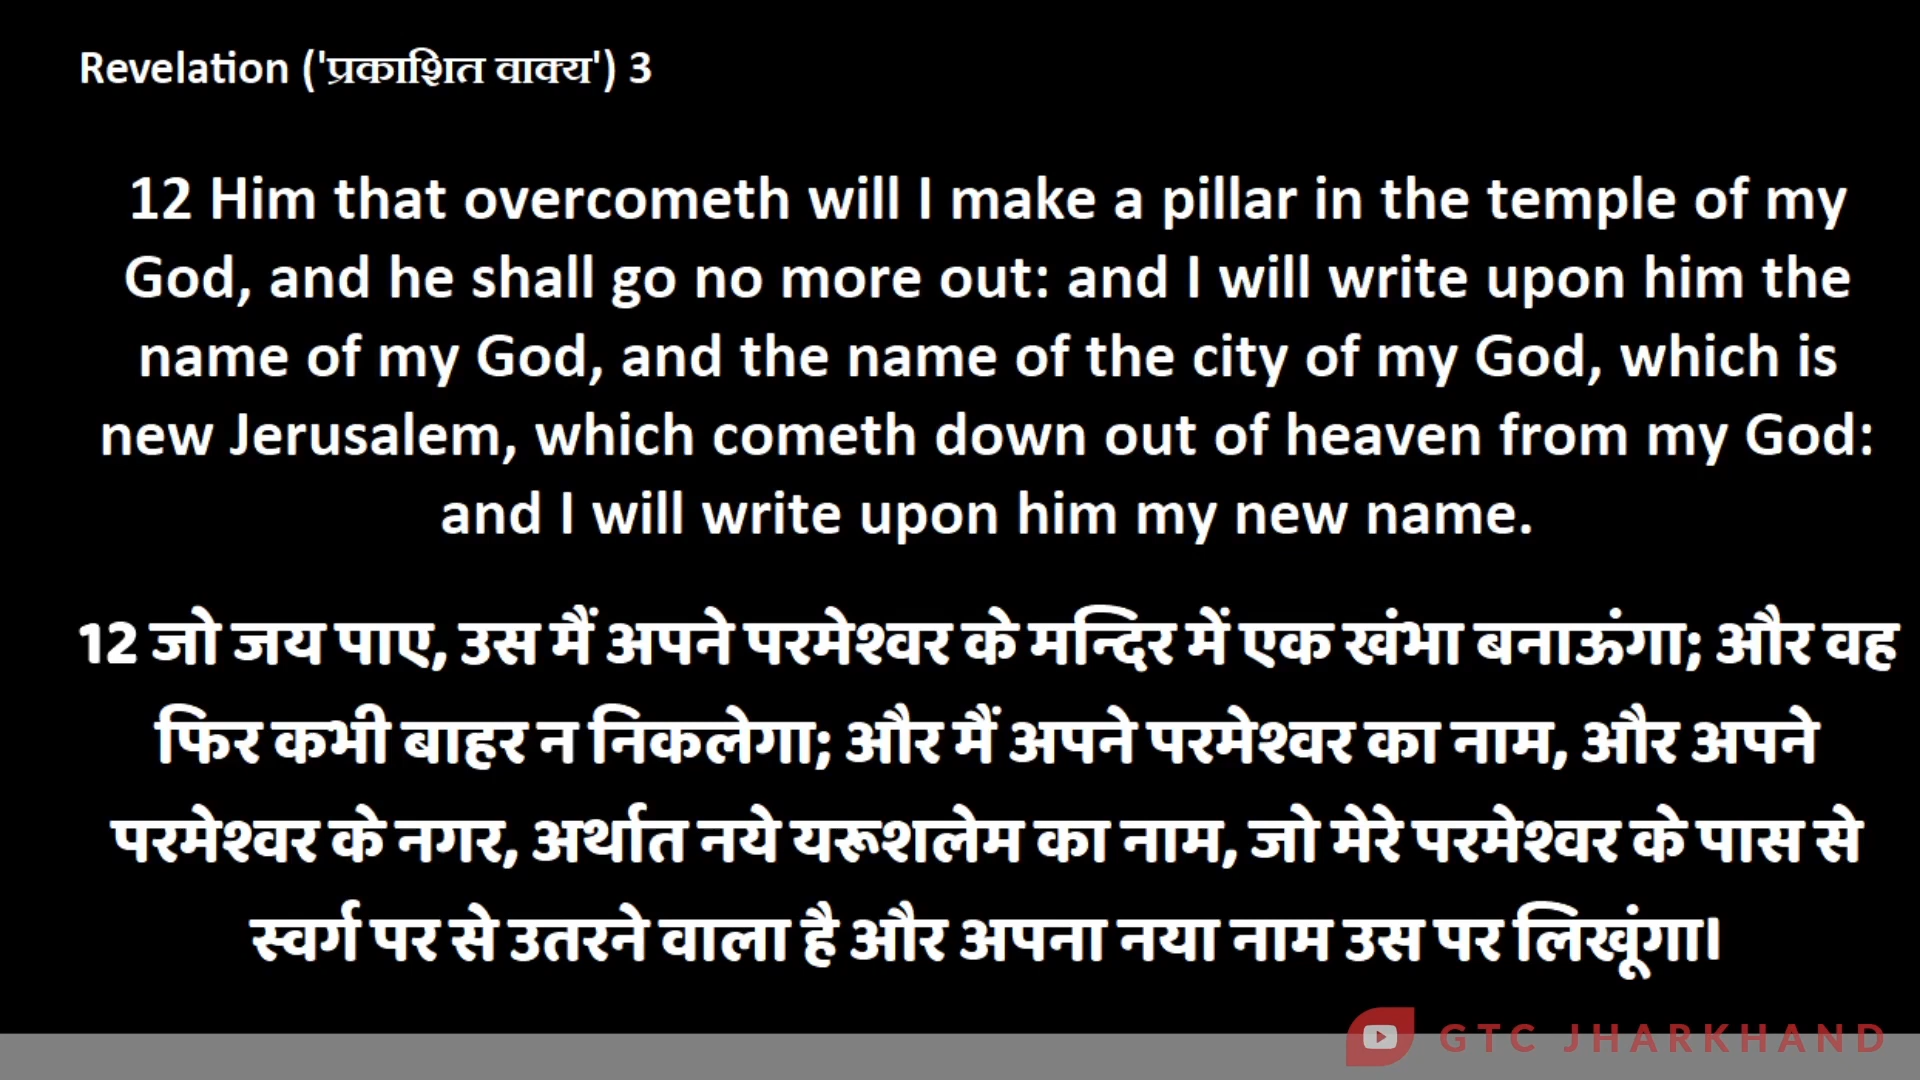 Revelation ('प्रकाशित वाक्य') 3
12 Him that overcometh will I make a pillar in the temple of my
God, and he shall go no more out: and I will write upon him the
name of my God, and the name of the city of my God, which is
new Jerusalem, which cometh down out of heaven from my God:
and I will write upon him my new name.
12 जो जय पाए, उस मैं अपने परमेश्वर के मन्दिर में एक खंभा बनाऊंगा; और वह
फिर कभी बाहर न निकलेगा; और मैं अपने परमेश्वर का नाम, और अपने
परमेश्वर के नगर, अर्थात नये यरूशलेम का नाम, जो मेरे परमेश्वर के पास से
स्वर्ग पर से उतरने वाला है और अपना नया नाम उस पर लिखूंगा।
GTC JHARKHAND